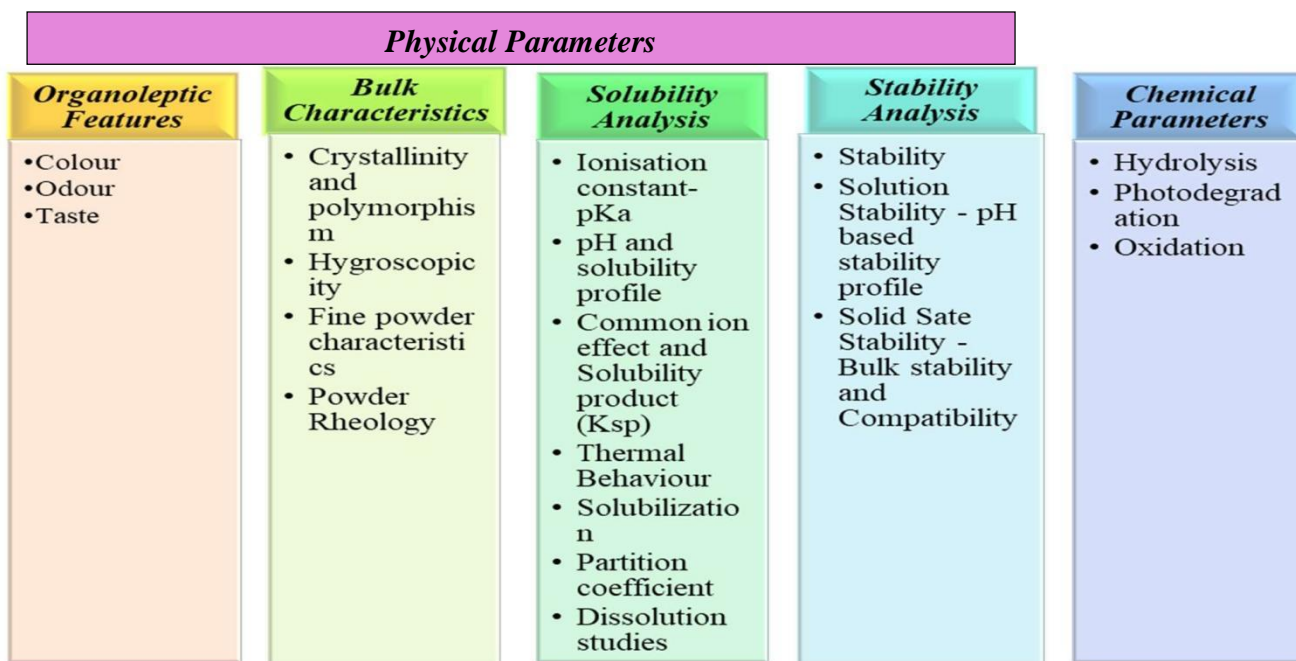 Physical Parameters
Organoleptic
Features
•Colour
•Odour
•Taste
Bulk
Characteristics
• Crystallinity
and
polymorphis
m
• Hygroscopic
ity
• Fine powder
characteristi
cs
• Powder
Rheology
Solubility
Analysis
• Ionisation
constant-
pKa
• pH and
solubility
profile
• Common ion
effect and
Solubility
product
(Ksp)
• Thermal
Behaviour
• Solubilizatio
n
• Partition
coefficient
• Dissolution
studies
Stability
Analysis
• Stability
• Solution
Stability - pH
based
stability
profile
• Solid Sate
Stability -
Bulk stability
and
Compatibility
Chemical
Parameters
• Hydrolysis
• Photodegrad
ation
• Oxidation